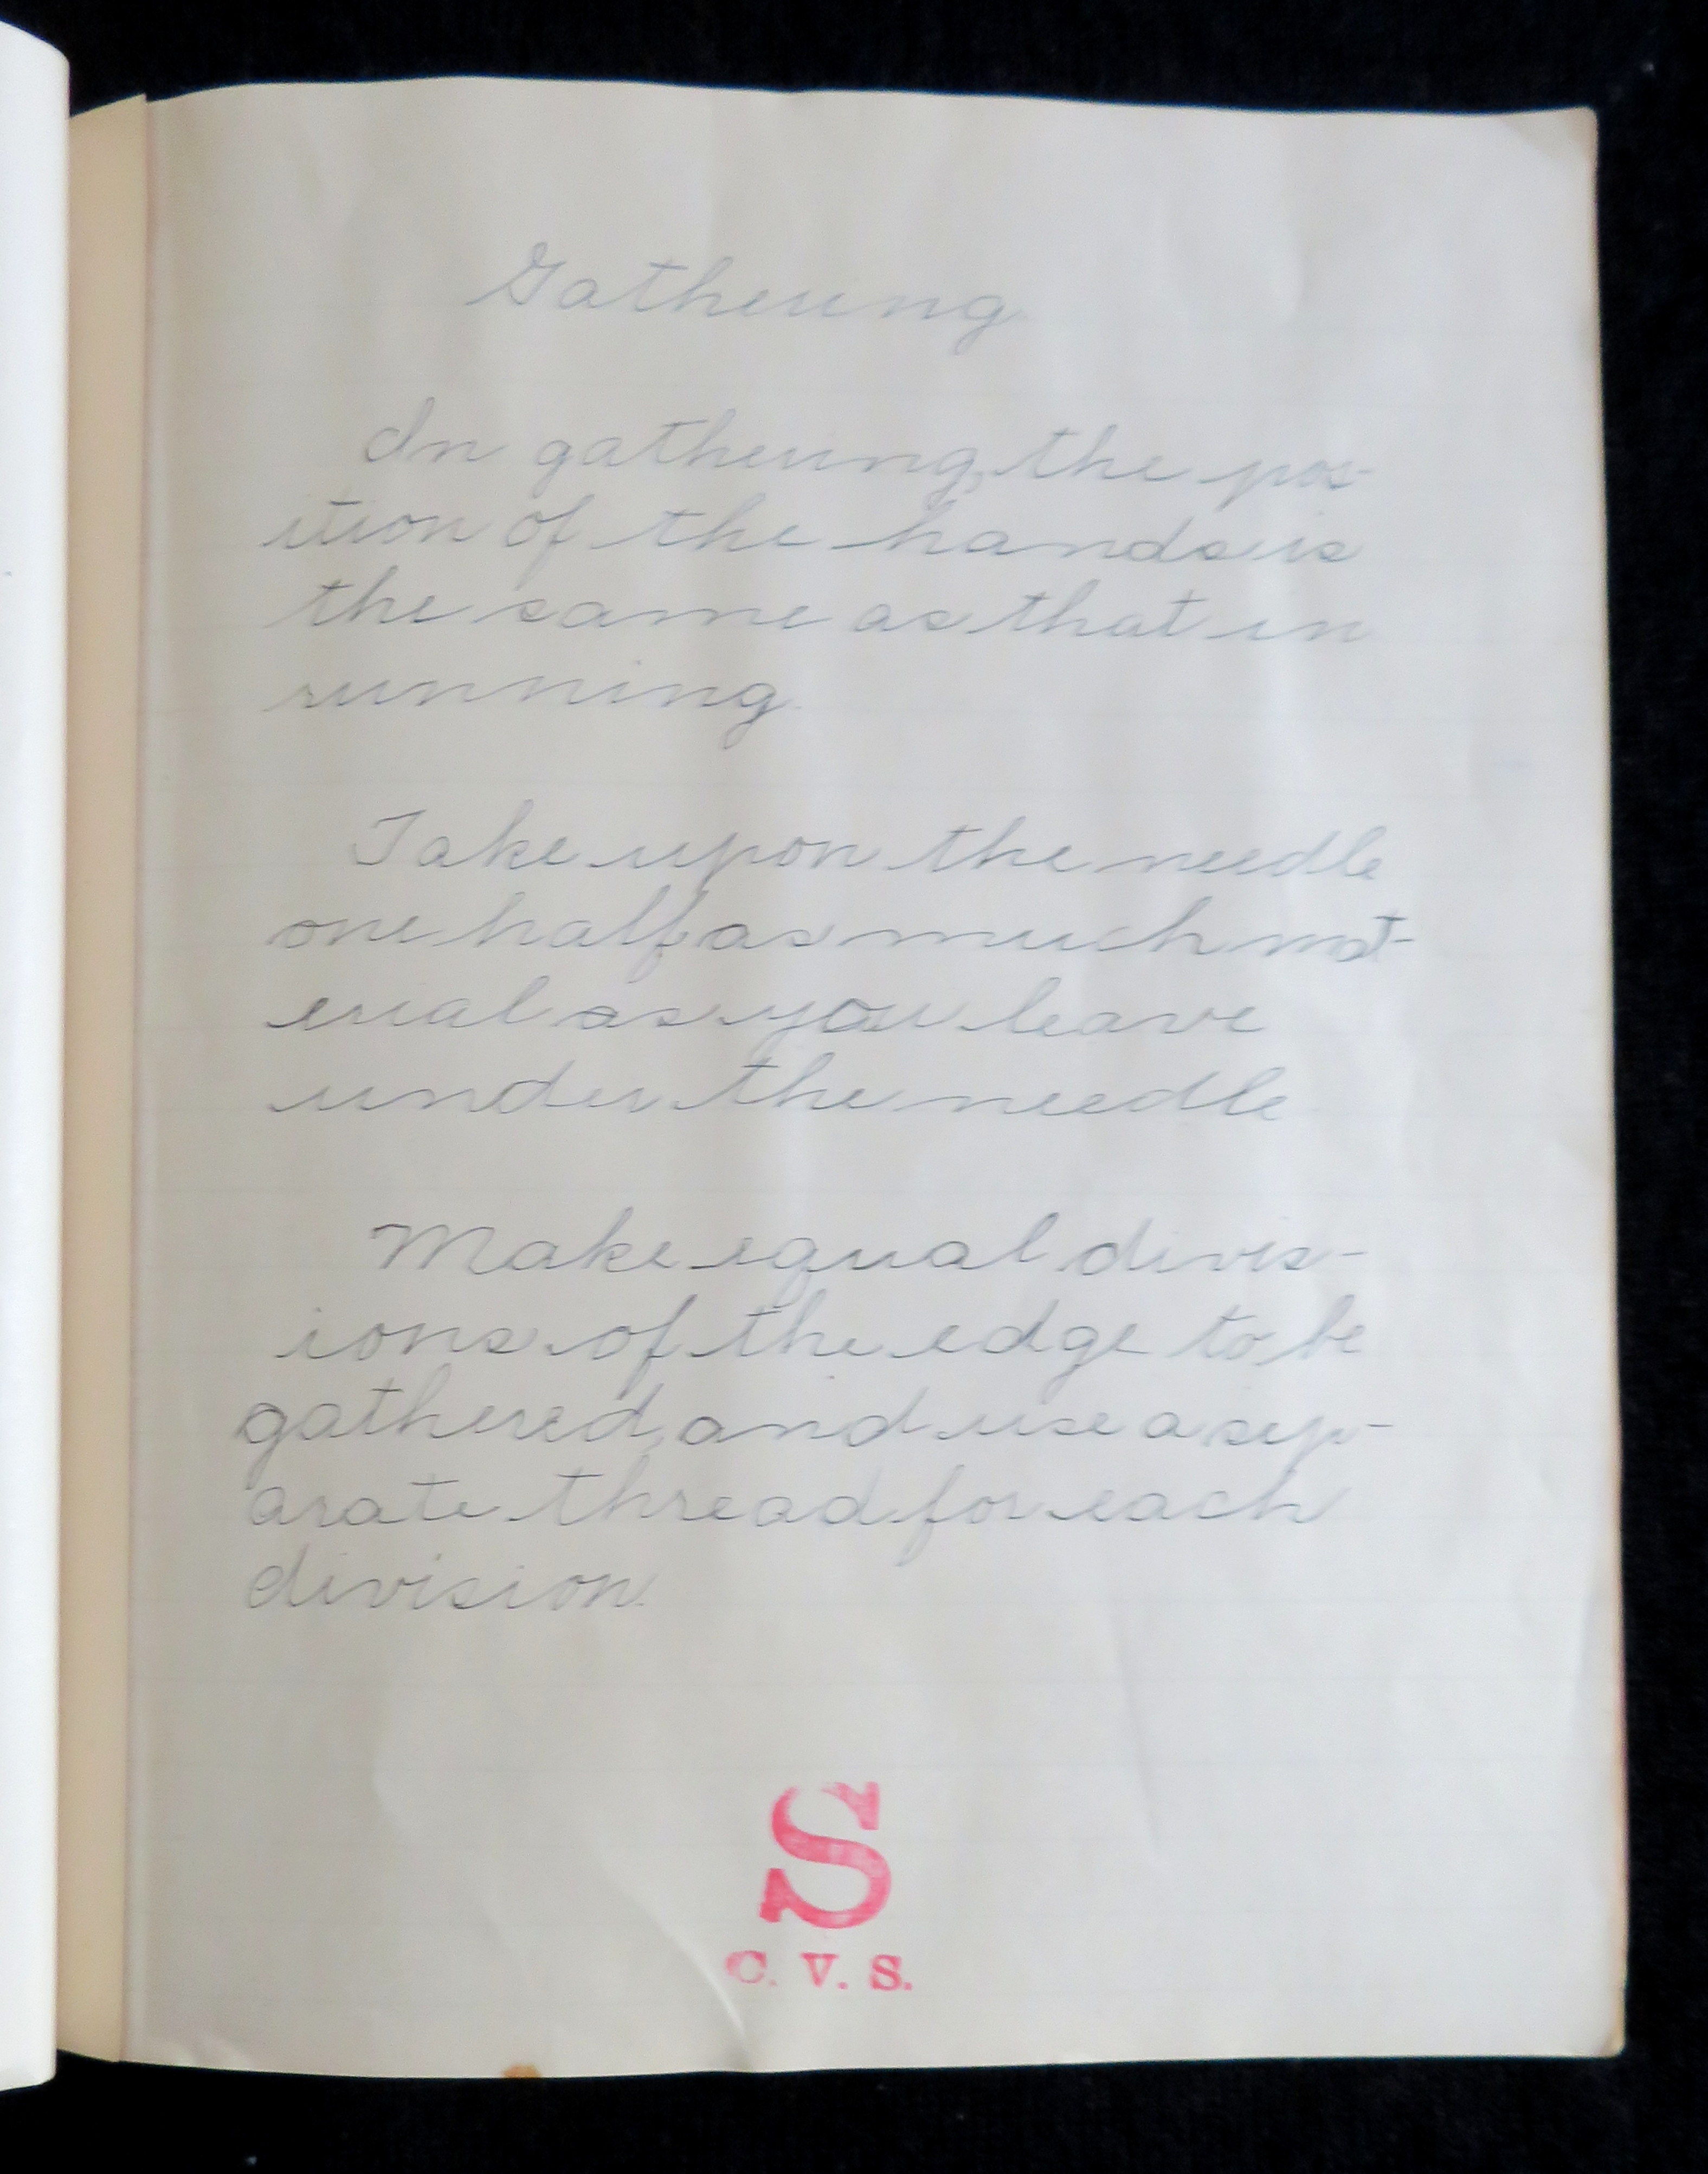 Gathering
In gathering, the pos-
ition of the hands is
the same as that in
running.
Take upon the needle
one half as much mat-
erial as you leave
under the needle
Make equal divis-
ions of the edge to be
gathered, and use a sep-
arate thread for each
division.
S
C. V. S.